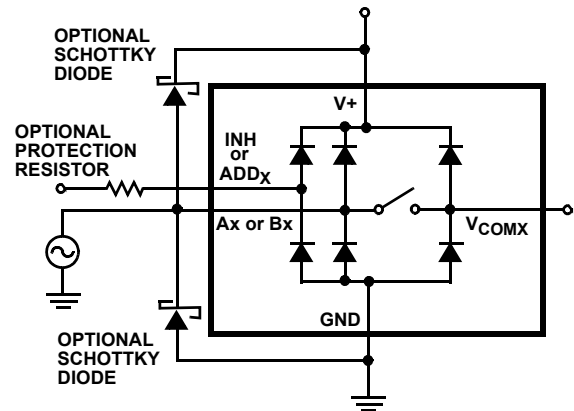 OPTIONAL
SCHOTTKY
DIODE
V+
OPTIONAL
PROTECTION
RESISTOR
INH
or
ADDX
Ax or Bx
VCOMX
GND
OPTIONAL
SCHOTTKY
DIODE